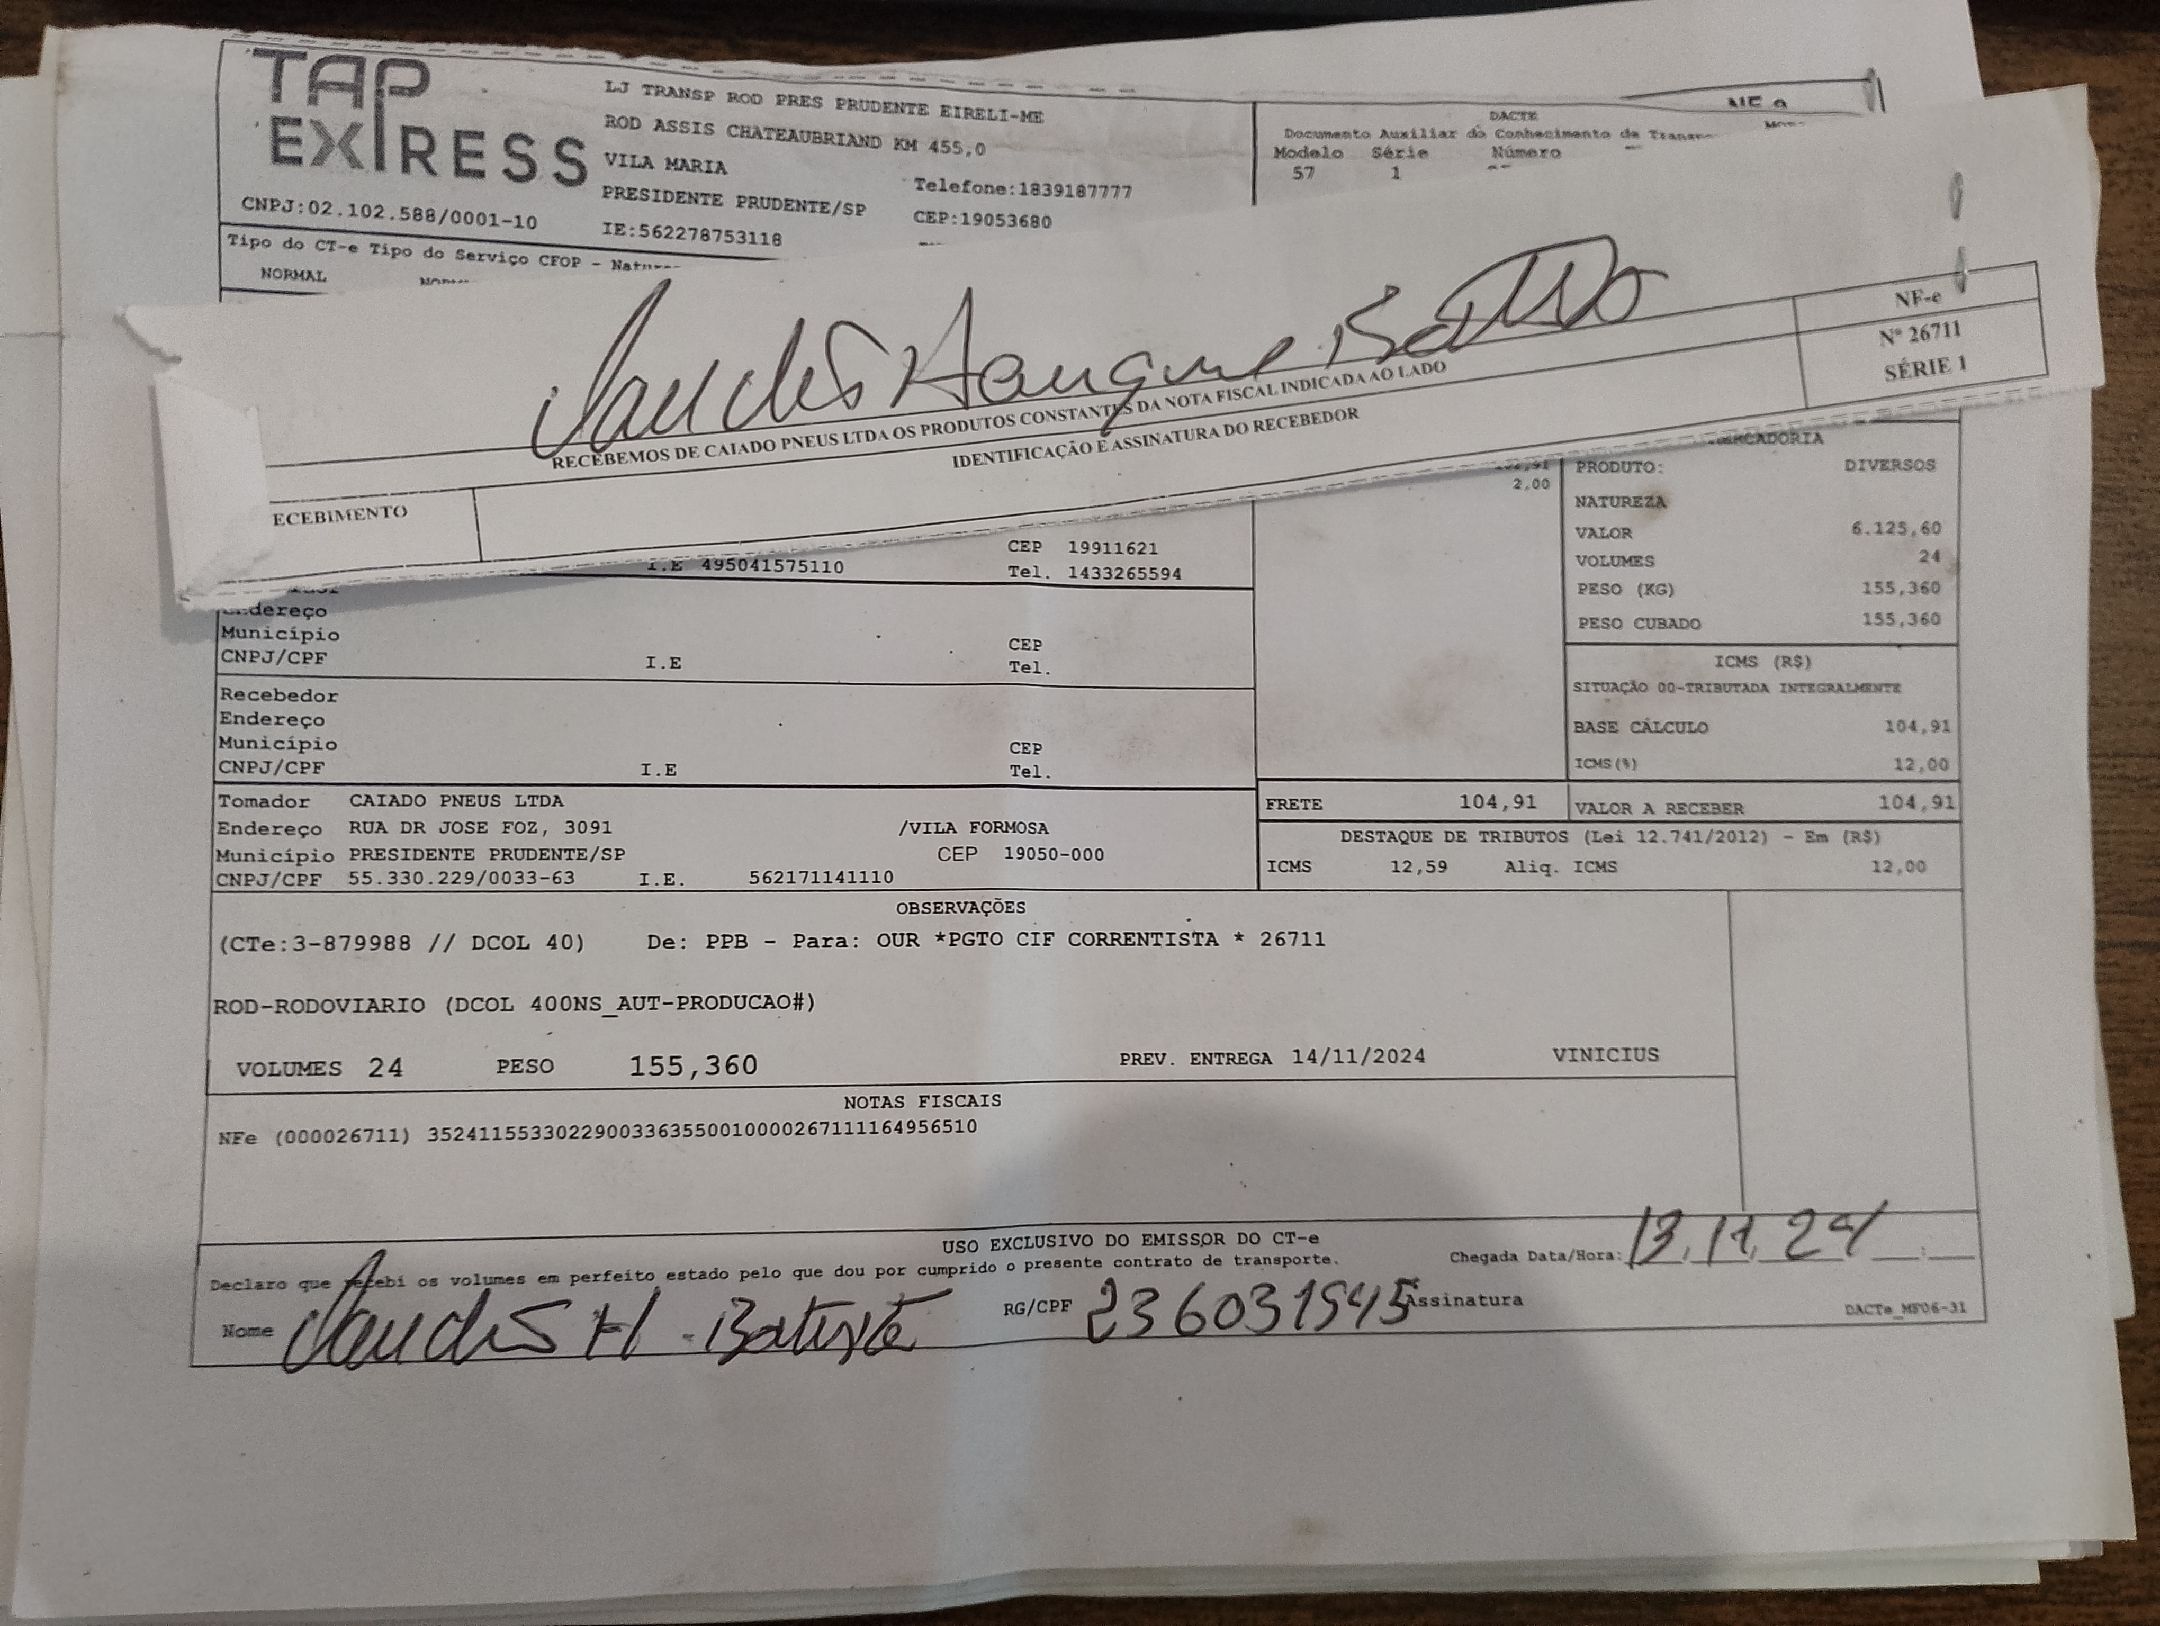 TAP
EXPRESS
CNPJ:02.102.588/0001-10
LJ TRANSP ROD PRES PRUDENTE EIRELI-ME
ROD ASSIS CHATEAUBRIAND KM 455,0
VILA MARIA
Telefone:1839187777
PRESIDENTE PRUDENTE/SP
CEP:19053680
IE:562278753118
DACTE
Documento Auxiliar do Conhecimento de
Modelo Série Número
57 1
Tipo do CT-e Tipo do Serviço CFOP -
NORMAL
NF-e
Nº 26711
SÉRIE 1
RECEBEMOS DE CAIADO PNEUS LTDA OS PRODUTOS CONSTANTES DA NOTA FISCAL INDICADA AO LADO
IDENTIFICAÇÃO E ASSINATURA DO RECEBEDOR
ECEBIMENTO
2,00
PRODUTO: DIVERSOS
NATUREZA
VALOR 6.125,60
VOLUMES 24
PESO (KG) 155,360
PESO CUBADO 155,360
CEP 19911621
I.E 495041575110 Tel. 1433265594
Endereço
Município CEP
CNPJ/CPF I.E Tel.
Recebedor
Endereço
Município CEP
CNPJ/CPF I.E Tel.
ICMS (R$)
SITUAÇÃO 00-TRIBUTADA INTEGRALMENTE
BASE CÁLCULO 104,91
ICMS(%) 12,00
Tomador CAIADO PNEUS LTDA
Endereço RUA DR JOSE FOZ, 3091 /VILA FORMOSA
Município PRESIDENTE PRUDENTE/SP CEP 19050-000
CNPJ/CPF 55.330.229/0033-63 I.E. 562171141110
FRETE 104,91 VALOR A RECEBER 104,91
DESTAQUE DE TRIBUTOS (Lei 12.741/2012) - Em (R$)
ICMS 12,59 Aliq. ICMS 12,00
OBSERVAÇÕES
(CTe:3-879988 // DCOL 40) De: PPB - Para: OUR *PGTO CIF CORRENTISTA * 26711
ROD-RODOVIARIO (DCOL 400NS_AUT-PRODUCAO#)
VOLUMES 24 PESO 155,360 PREV. ENTREGA 14/11/2024 VINICIUS
NOTAS FISCAIS
NFe (000026711) 35241155330229003363550010000267111164956510
USO EXCLUSIVO DO EMISSOR DO CT-e
Declaro que recebi os volumes em perfeito estado pelo que dou por cumprido o presente contrato de transporte.
Chegada Data/Hora: 13.11.24
Nome H. Batista RG/CPF 236031545 Assinatura
DACTe_MF06-31